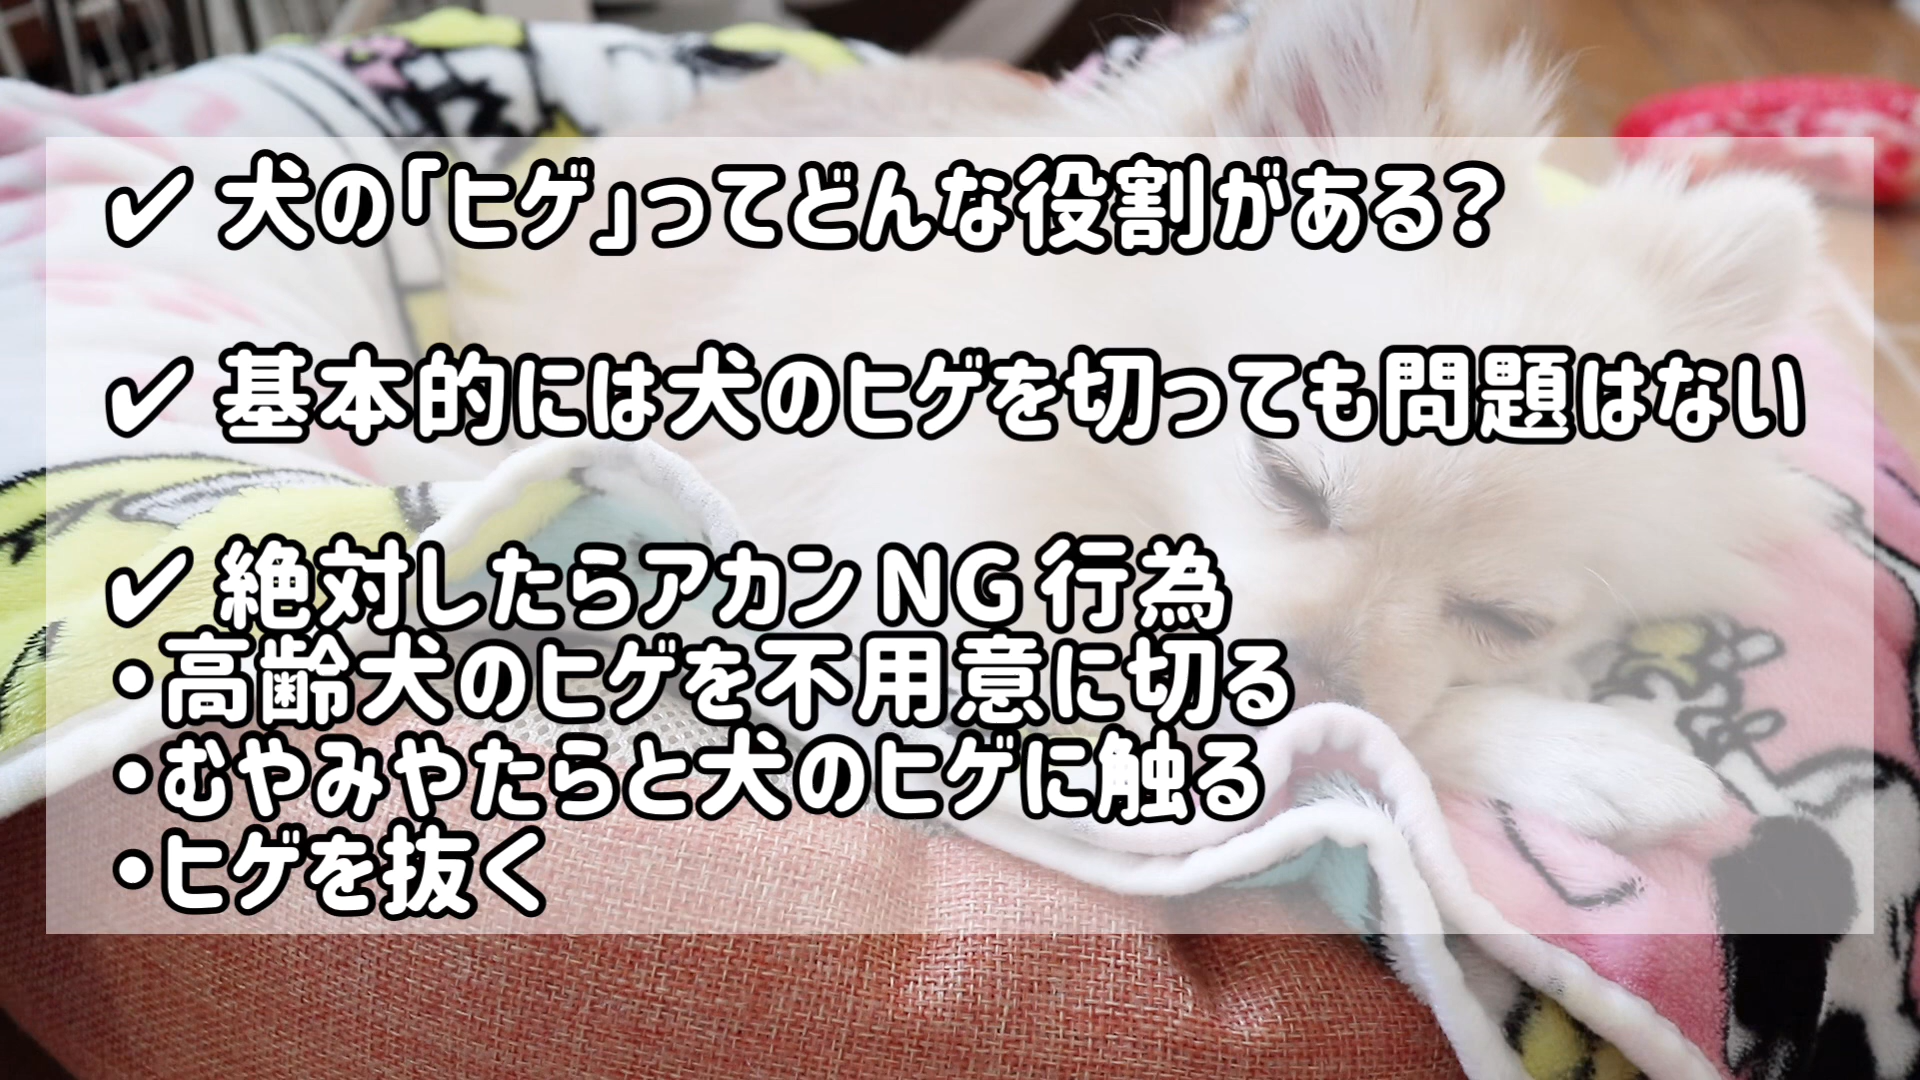 ✔ 犬の「ヒゲ」ってどんな役割がある？
✔ 基本的には犬のヒゲを切っても問題はない
✔ 絶対したらアカンNG行為
・高齢犬のヒゲを不用意に切る
・むやみやたらと犬のヒゲに触る
・ヒゲを抜く